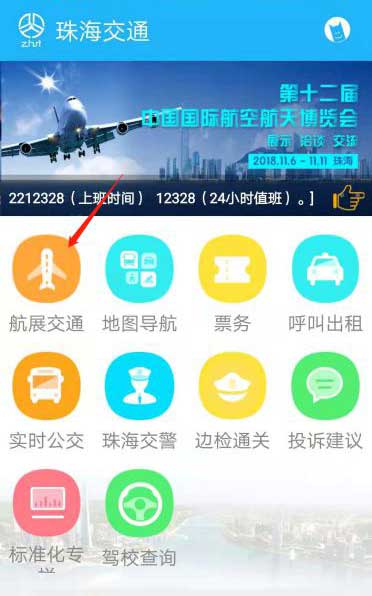 zhjt
珠海交通
第十二届
中国国际航空航天博览会
展示 洽谈 交流
2018.11.6 - 11.11 珠海
2212328（上班时间） 12328（24小时值班）。]
航展交通
地图导航
票务
呼叫出租
实时公交
珠海交警
边检通关
投诉建议
标准化专
栏
驾校查询